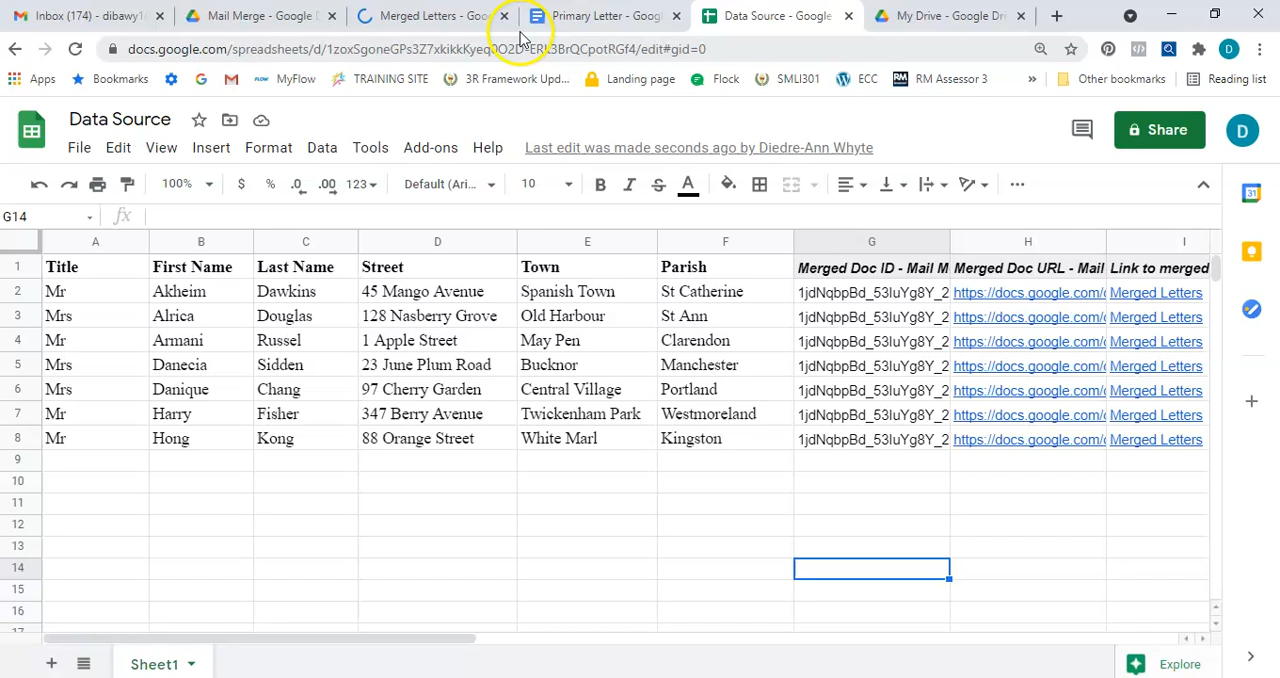 Inbox (174) - dibawy1
Mail Merge - Google D
Merged Letters - Goo
Primary Letter - Googl
Data Source - Google
My Drive - Google Dri
Apps
Bookmarks
MyFlow
TRAINING SITE
3R Framework Upd...
Landing page
Flock
SMLI301
ECC
RM Assessor 3
»
Other bookmarks
Reading list
Data Source
File Edit View Insert Format Data Tools Add-ons Help Last edit was made seconds ago by Diedre-Ann Whyte
Share
D
100% $ % .0 .00 123 Default (Ari... 10 B I S A
G14 fx
A B C D E F G H I
1 Title First Name Last Name Street Town Parish Merged Doc ID - Mail M Merged Doc URL - Mail Link to merged
2 Mr Akheim Dawkins 45 Mango Avenue Spanish Town St Catherine 1jdNqbpBd_53IuYg8Y_2 https://docs.google.com/ Merged Letters
3 Mrs Alrica Douglas 128 Nasberry Grove Old Harbour St Ann 1jdNqbpBd_53IuYg8Y_2 https://docs.google.com/ Merged Letters
4 Mr Armani Russel 1 Apple Street May Pen Clarendon 1jdNqbpBd_53IuYg8Y_2 https://docs.google.com/ Merged Letters
5 Mrs Danecia Sidden 23 June Plum Road Bucknor Manchester 1jdNqbpBd_53IuYg8Y_2 https://docs.google.com/ Merged Letters
6 Mrs Danique Chang 97 Cherry Garden Central Village Portland 1jdNqbpBd_53IuYg8Y_2 https://docs.google.com/ Merged Letters
7 Mr Harry Fisher 347 Berry Avenue Twickenham Park Westmoreland 1jdNqbpBd_53IuYg8Y_2 https://docs.google.com/ Merged Letters
8 Mr Hong Kong 88 Orange Street White Marl Kingston 1jdNqbpBd_53IuYg8Y_2 https://docs.google.com/ Merged Letters
9
10
11
12
13
14
15
16
17
Sheet1
Explore